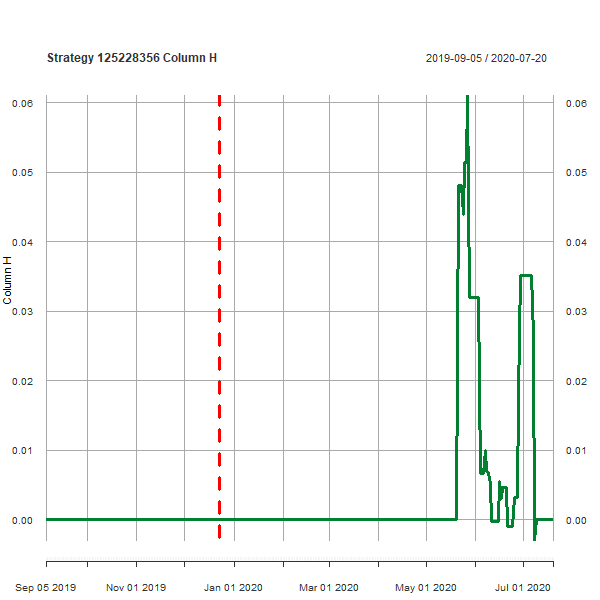 Strategy 125228356 Column H
2019-09-05 / 2020-07-20
0.06
0.06
0.05
0.05
0.04
0.04
Column H
0.03
0.03
0.02
0.02
0.01
0.01
0.00
0.00
Sep 05 2019
Nov 01 2019
Jan 01 2020
Mar 01 2020
May 01 2020
Jul 01 2020